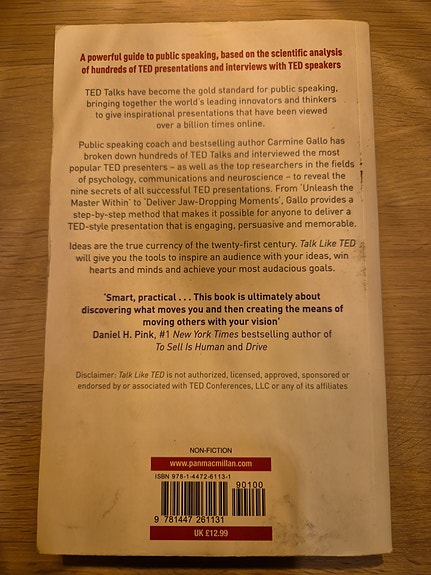 A powerful guide to public speaking, based on the scientific analysis
of hundreds of TED presentations and interviews with TED speakers
TED Talks have become the gold standard for public speaking,
bringing together the world's leading innovators and thinkers
to give inspirational presentations that have been viewed
over a billion times online.
Public speaking coach and bestselling author Carmine Gallo has
broken down hundreds of TED Talks and interviewed the most
popular TED presenters – as well as the top researchers in the fields
of psychology, communications and neuroscience – to reveal the
nine secrets of all successful TED presentations. From 'Unleash the
Master Within' to 'Deliver Jaw-Dropping Moments', Gallo provides a
step-by-step method that makes it possible for anyone to deliver a
TED-style presentation that is engaging, persuasive and memorable.
Ideas are the true currency of the twenty-first century. Talk Like TED
will give you the tools to inspire an audience with your ideas, win
hearts and minds and achieve your most audacious goals.
'Smart, practical . . . This book is ultimately about
discovering what moves you and then creating the means of
moving others with your vision'
Daniel H. Pink, #1 New York Times bestselling author of
To Sell Is Human and Drive
Disclaimer: Talk Like TED is not authorized, licensed, approved, sponsored or
endorsed by or associated with TED Conferences, LLC or any of its affiliates
NON-FICTION
www.panmacmillan.com
ISBN 978-1-4472-6113-1
90100
9 781447 261131
UK £12.99